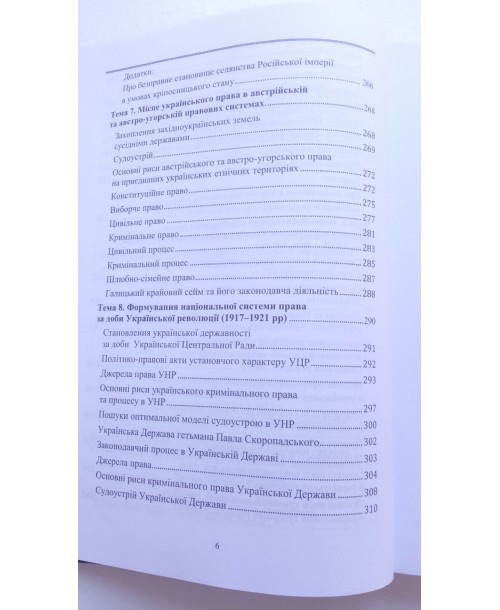 Додатки:
Про безправне становище селянства Російської імперії
в умовах кріпосницького стану ... 266
Тема 7. Місце українського права в австрійській
та австро-угорській правових системах ... 268
Захоплення західноукраїнських земель
сусідніми державами ... 268
Судоустрій ... 269
Основні риси австрійського та австро-угорського права
на приєднаних українських етнічних територіях ... 272
Конституційне право ... 272
Виборче право ... 275
Цивільне право ... 277
Кримінальне право ... 281
Цивільний процес ... 283
Кримінальний процес ... 285
Шлюбно-сімейне право ... 287
Галицький крайовий сейм та його законодавча діяльність ... 288
Тема 8. Формування національної системи права
за доби Української революції (1917–1921 рр) ... 290
Становлення української державності
за доби Української Центральної Ради ... 291
Політико-правові акти установчого характеру УЦР ... 292
Джерела права УНР ... 293
Основні риси українського кримінального права
та процесу в УНР ... 297
Пошуки оптимальної моделі судоустрою в УНР ... 300
Українська Держава гетьмана Павла Скоропадського ... 302
Законодавчий процес в Українській Державі ... 303
Джерела права ... 304
Основні риси кримінального права Української Держави ... 308
Судоустрій Української Держави ... 310
6